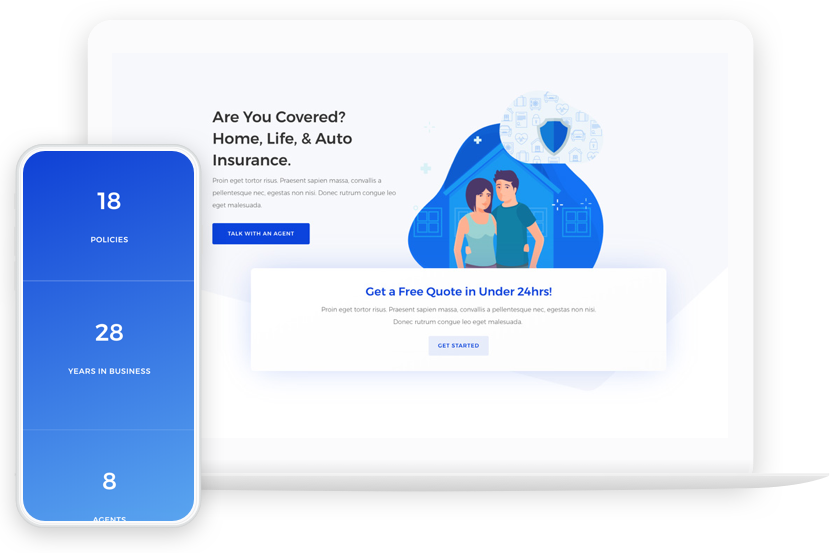 Are You Covered?
Home, Life, & Auto
Insurance.
Proin eget tortor risus. Praesent sapien massa, convallis a
pellentesque nec, egestas non nisi. Donec rutrum congue leo
eget malesuada.
TALK WITH AN AGENT
Get a Free Quote in Under 24hrs!
Proin eget tortor risus. Praesent sapien massa, convallis a pellentesque nec, egestas non nisi.
Donec rutrum congue leo eget malesuada.
GET STARTED
18
POLICIES
28
YEARS IN BUSINESS
8
AGENTS